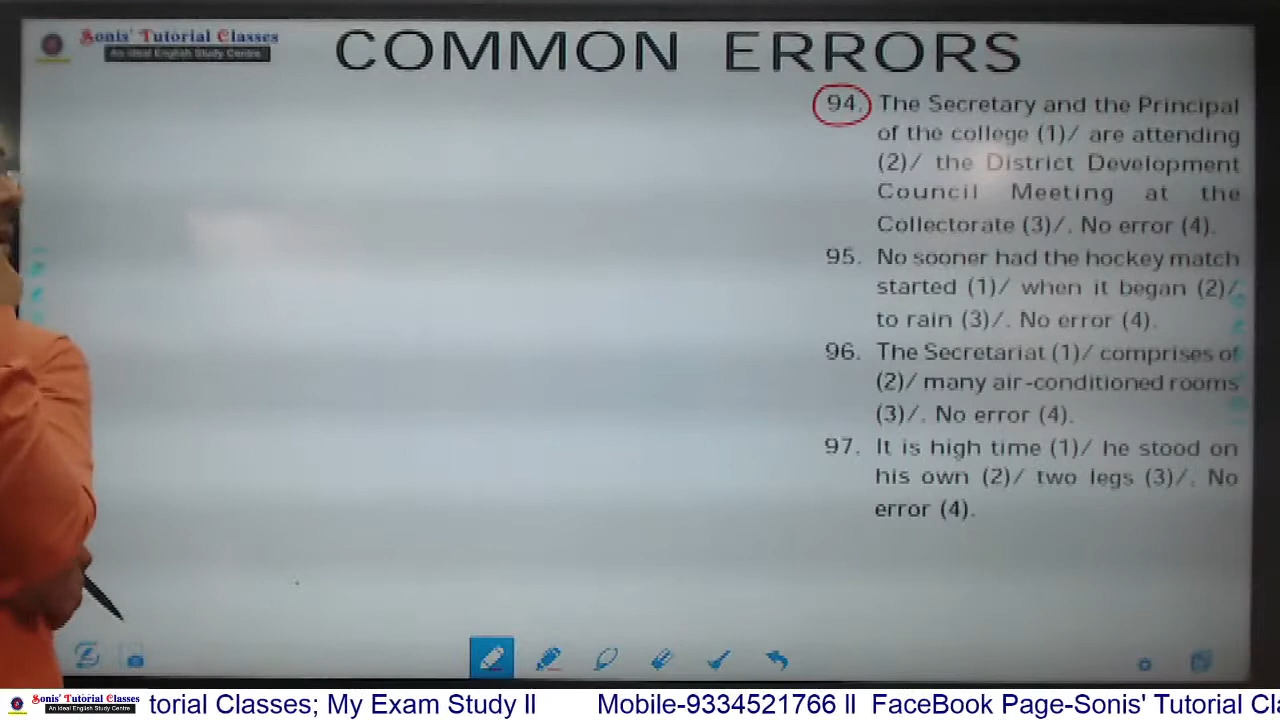 Sonis' Tutorial Classes
An Ideal English Study Centre
COMMON ERRORS
94. The Secretary and the Principal
of the college (1)/ are attending
(2)/ the District Development
Council Meeting at the
Collectorate (3)/. No error (4).
95. No sooner had the hockey match
started (1)/ when it began (2)/
to rain (3)/. No error (4).
96. The Secretariat (1)/ comprises of
(2)/ many air-conditioned rooms
(3)/. No error (4).
97. It is high time (1)/ he stood on
his own (2)/ two legs (3)/. No
error (4).
Sonis' Tutorial Classes
An Ideal English Study Centre
torial Classes; My Exam Study ll Mobile-9334521766 ll FaceBook Page-Sonis' Tutorial Cla